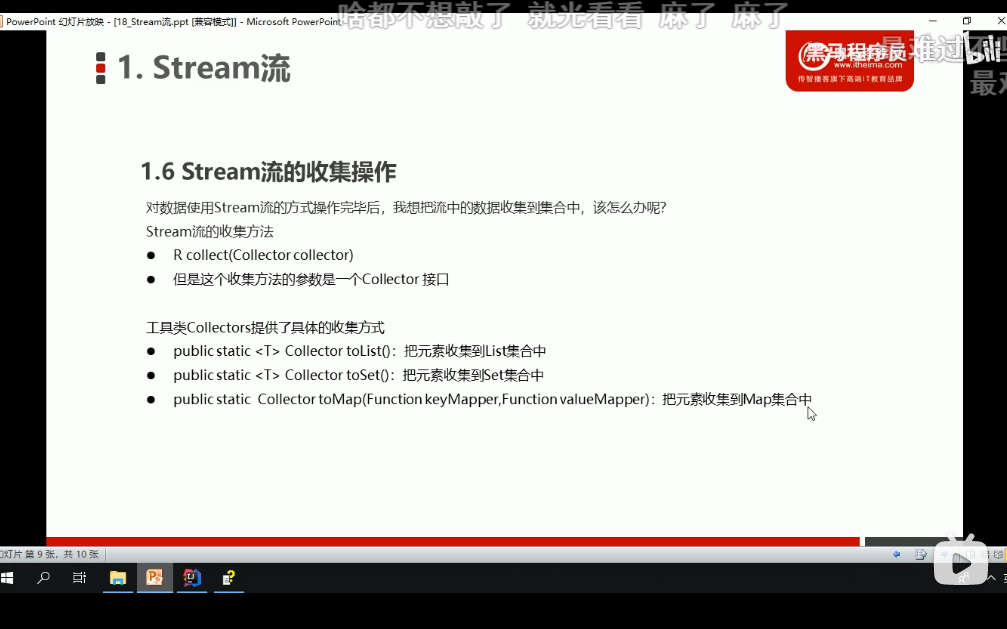 PowerPoint 幻灯片放映 - [18_Stream流.ppt [兼容模式]] - Microsoft PowerPoint
啥都不想敲了 就光看看 麻了 麻了
1. Stream流
黑马程序员
www.itheima.com
传智播客旗下高端IT教育品牌
最难过不
最难
1.6 Stream流的收集操作
对数据使用Stream流的方式操作完毕后，我想把流中的数据收集到集合中，该怎么办呢？
Stream流的收集方法
● R collect(Collector collector)
● 但是这个收集方法的参数是一个Collector 接口
工具类Collectors提供了具体的收集方式
● public static <T> Collector toList()：把元素收集到List集合中
● public static <T> Collector toSet()：把元素收集到Set集合中
● public static Collector toMap(Function keyMapper,Function valueMapper)：把元素收集到Map集合中
幻灯片 第 9 张，共 10 张